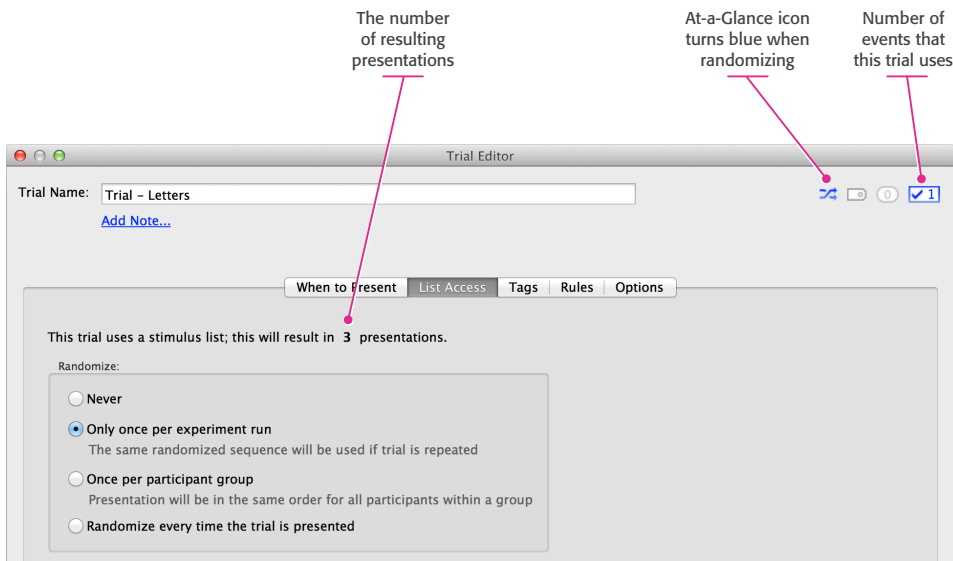 The number
of resulting
presentations
At-a-Glance icon
turns blue when
randomizing
Number of
events that
this trial uses
Trial Editor
Trial Name: Trial – Letters
0
1
Add Note...
When to Present List Access Tags Rules Options
This trial uses a stimulus list; this will result in 3 presentations.
Randomize:
Never
Only once per experiment run
The same randomized sequence will be used if trial is repeated
Once per participant group
Presentation will be in the same order for all participants within a group
Randomize every time the trial is presented